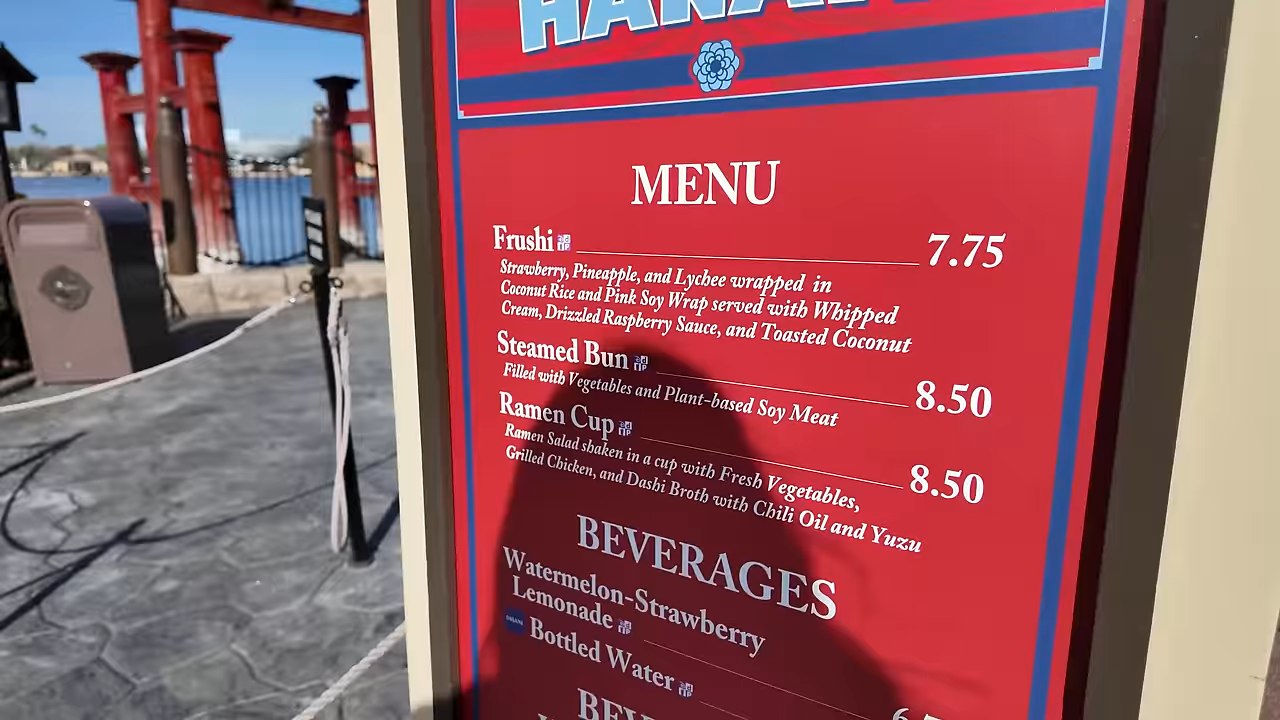 MENU
Frushi 7.75
Strawberry, Pineapple, and Lychee wrapped in
Coconut Rice and Pink Soy Wrap served with Whipped
Cream, Drizzled Raspberry Sauce, and Toasted Coconut
Steamed Bun 8.50
Filled with Vegetables and Plant-based Soy Meat
Ramen Cup 8.50
Ramen Salad shaken in a cup with Fresh Vegetables,
Grilled Chicken, and Dashi Broth with Chili Oil and Yuzu
BEVERAGES
Watermelon-Strawberry
Lemonade
Bottled Water